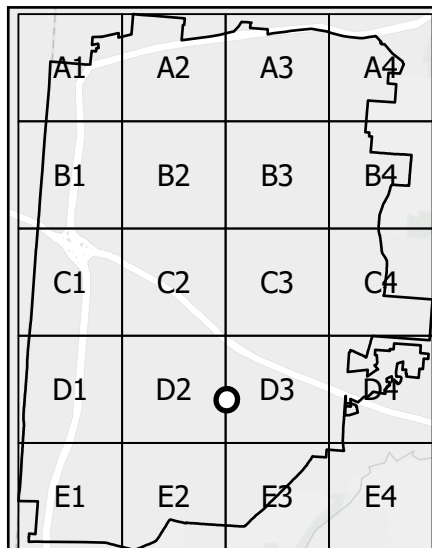 A1 A2 A3 A4
B1 B2 B3 B4
C1 C2 C3 C4
D1 D2 D3 D4
E1 E2 E3 E4